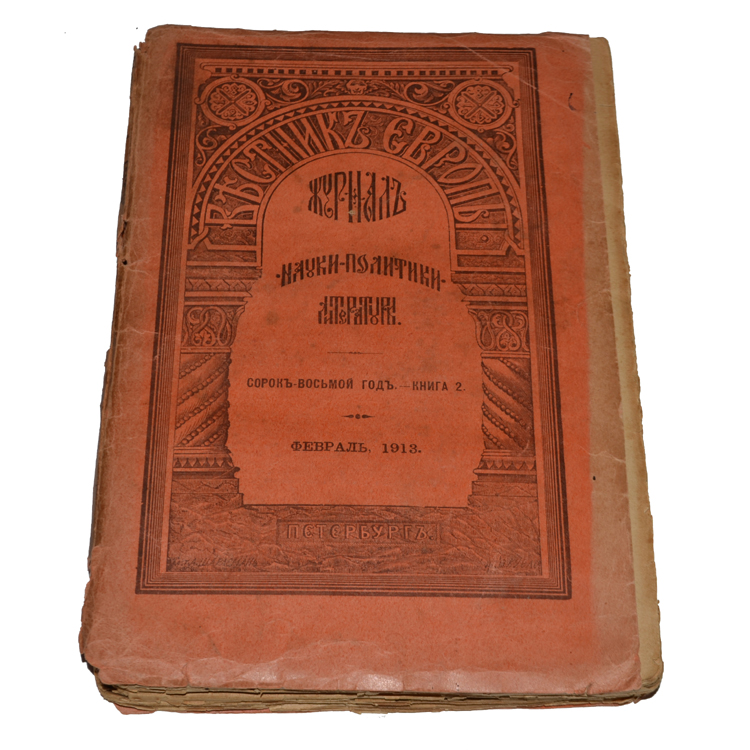 ВѢСТНИКЪ ЕВРОПЫ
ЖУРНАЛЪ
·НАУКИ-ПОЛИТИКИ-
ЛИТЕРАТУРЫ.
СОРОКЪ-ВОСЬМОЙ ГОДЪ.—КНИГА 2.
ФЕВРАЛЬ, 1913.
ПЕТЕРБУРГЪ.